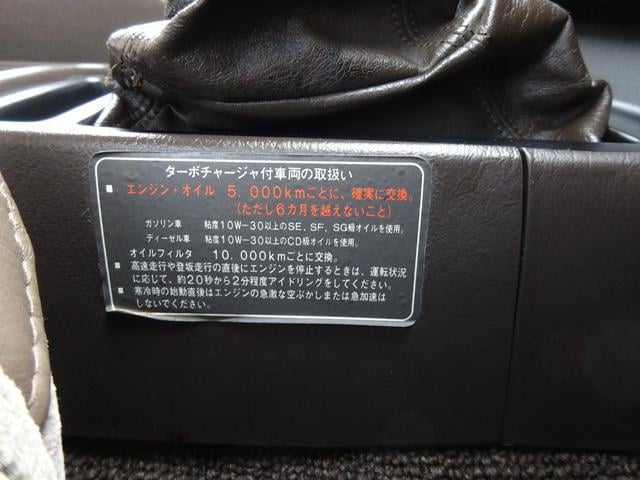 ターボチャージャ付車両の取扱い
■ エンジン・オイル 5,000kmごとに、確実に交換。
(ただし6カ月を越えないこと)
ガソリン車 粘度10W-30以上のSE, SF, SG級オイルを使用。
ディーゼル車 粘度10W-30以上のCD級オイルを使用。
オイルフィルタ 10,000kmごとに交換。
■ 高速走行や登坂走行の直後にエンジンを停止するときは、運転状況
に応じて、約20秒から2分程度アイドリングをしてください。
■ 寒冷時の始動直後はエンジンの急激な空ぶかしまたは急加速は
しないでください。